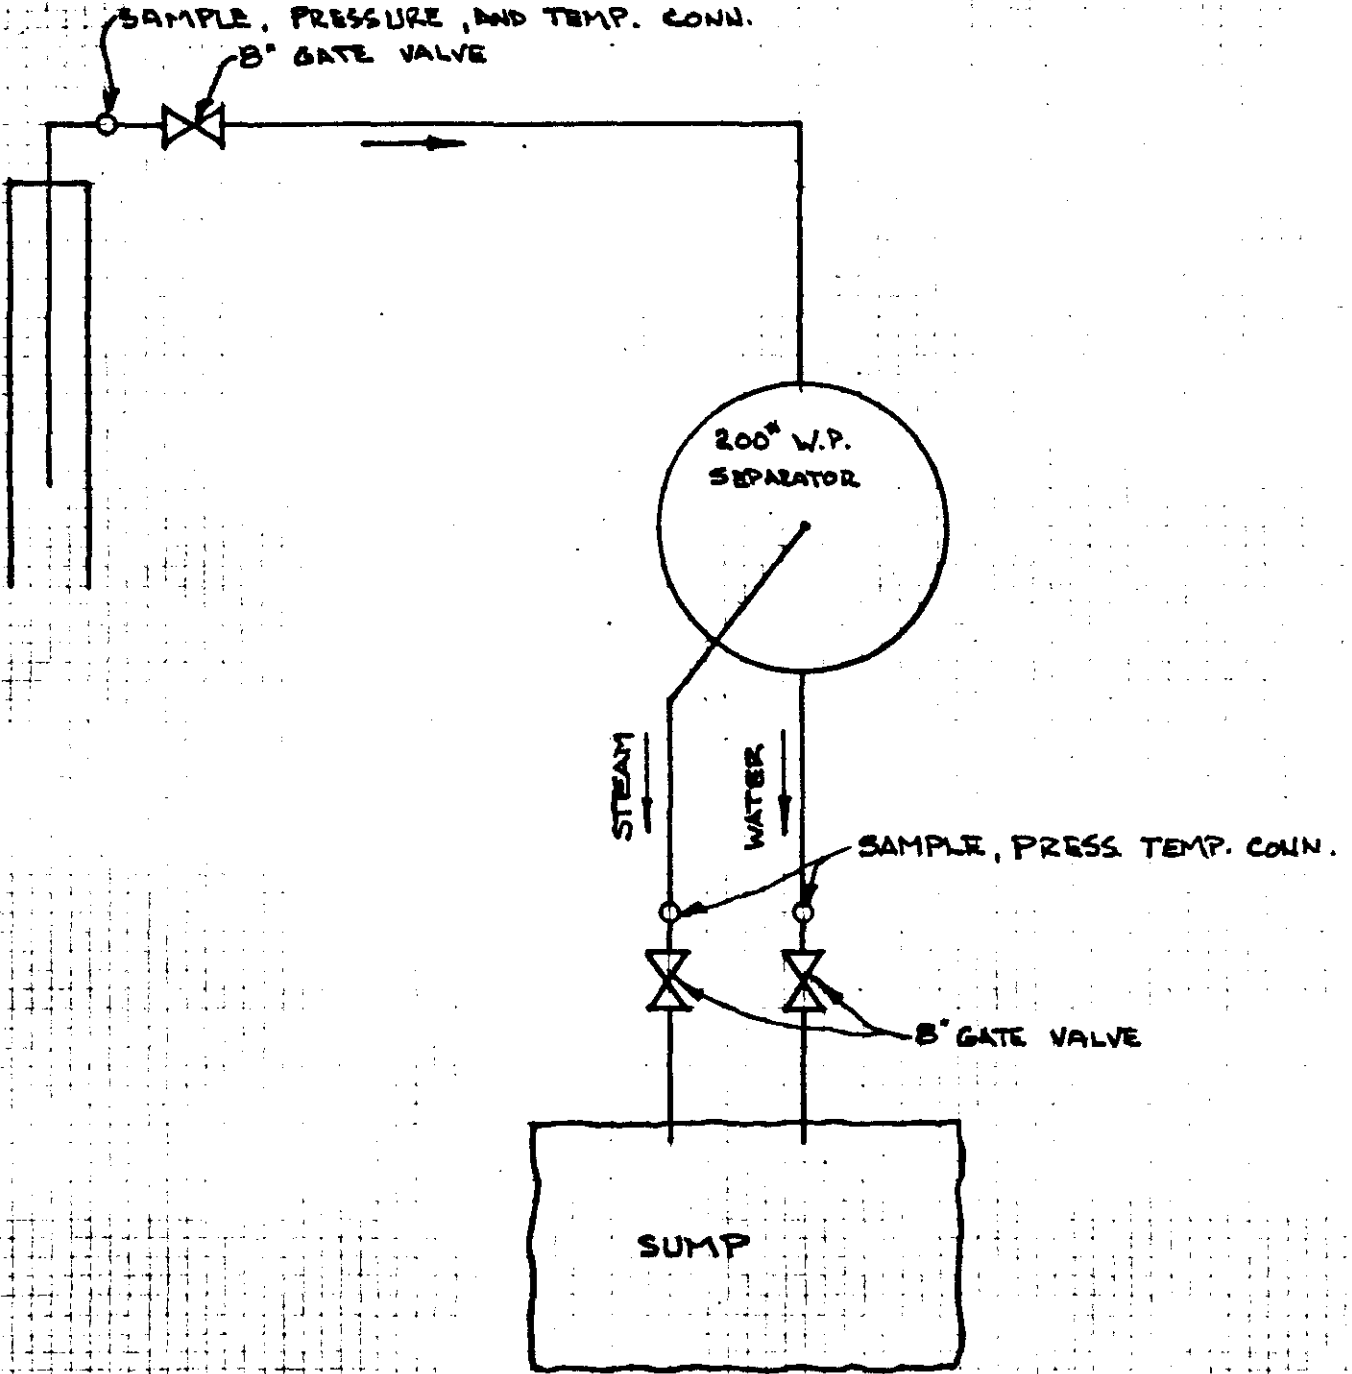 SAMPLE, PRESSURE, AND TEMP. CONN.
8" GATE VALVE
200# W.P.
SEPARATOR
STEAM
WATER
SAMPLE, PRESS. TEMP. CONN.
8" GATE VALVE
SUMP